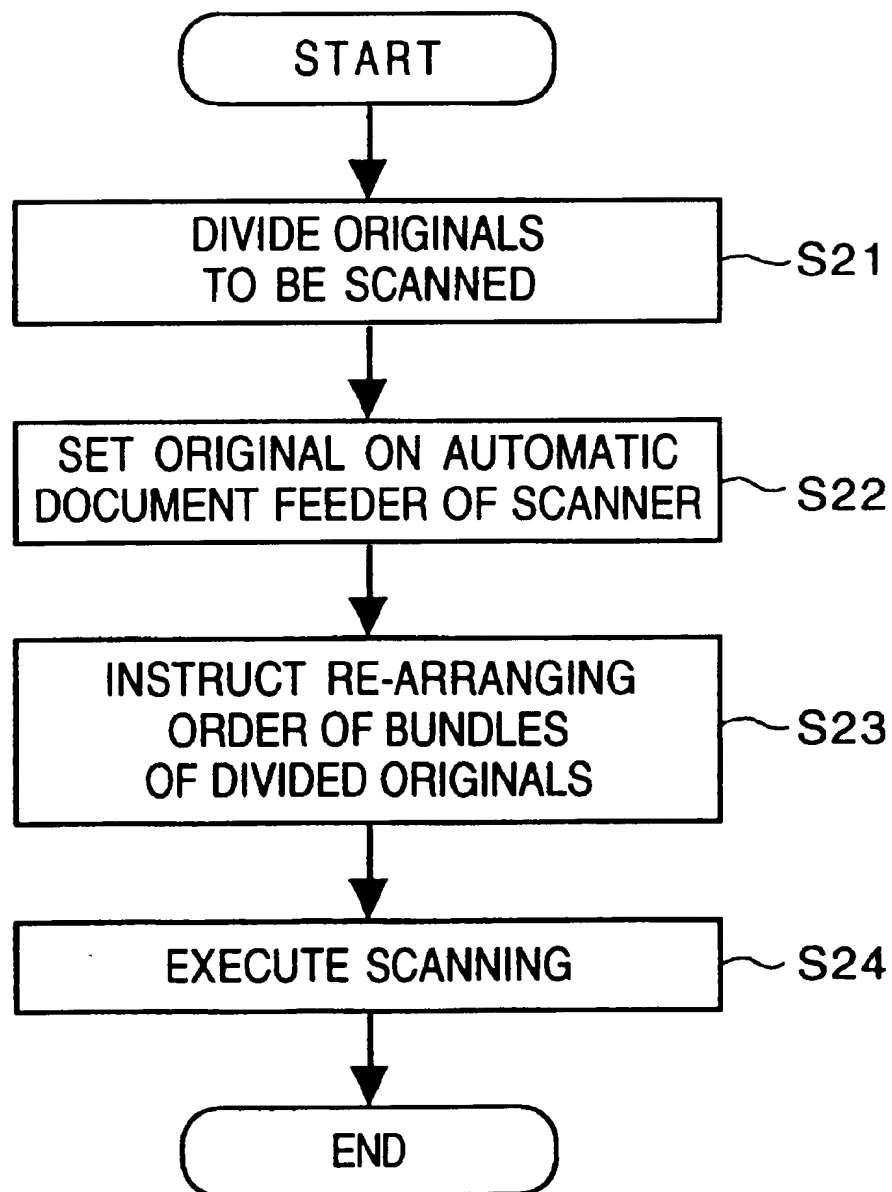 START
DIVIDE ORIGINALS
TO BE SCANNED
S21
SET ORIGINAL ON AUTOMATIC
DOCUMENT FEEDER OF SCANNER
S22
INSTRUCT RE-ARRANGING
ORDER OF BUNDLES
OF DIVIDED ORIGINALS
S23
EXECUTE SCANNING
S24
END